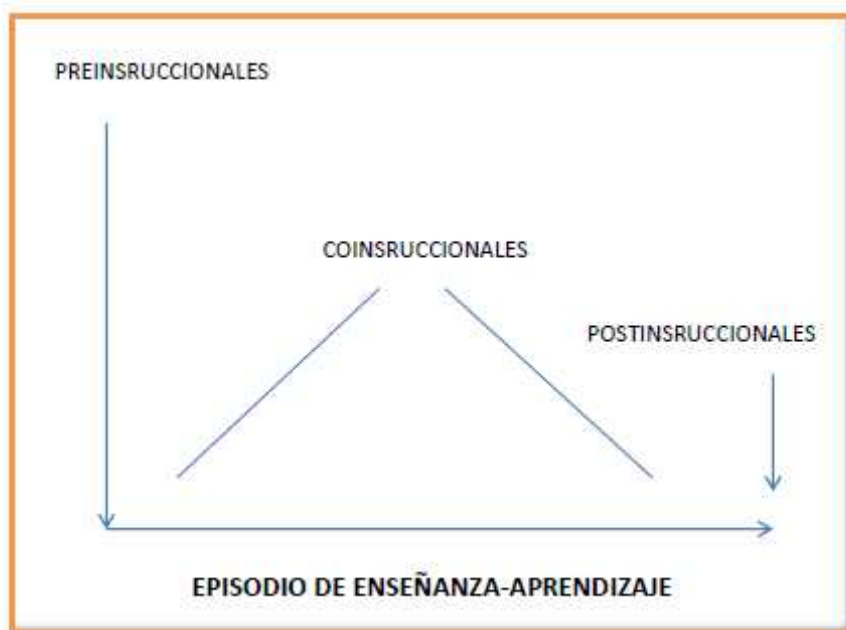 PREINSRUCCIONALES
COINSRUCCIONALES
POSTINSRUCCIONALES
EPISODIO DE ENSEÑANZA-APRENDIZAJE